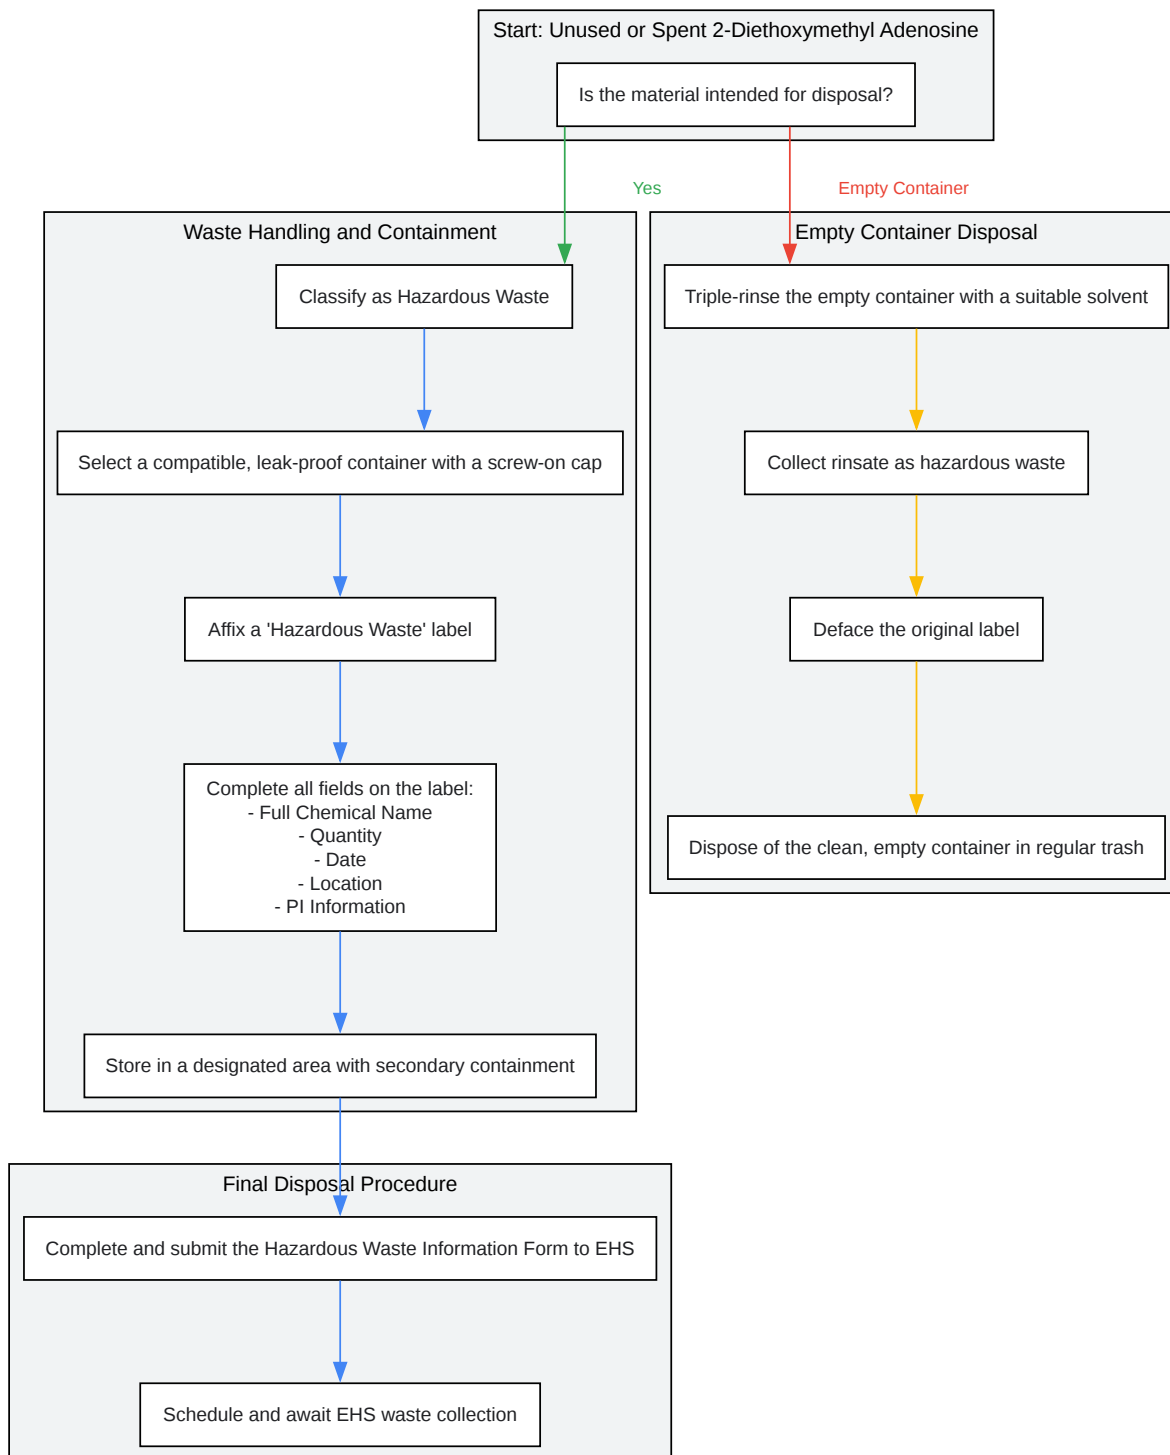 Start: Unused or Spent 2-Diethoxymethyl Adenosine
Is the material intended for disposal?
Yes
Empty Container
Waste Handling and Containment
Classify as Hazardous Waste
Select a compatible, leak-proof container with a screw-on cap
Affix a 'Hazardous Waste' label
Complete all fields on the label:
- Full Chemical Name
- Quantity
- Date
- Location
- PI Information
Store in a designated area with secondary containment
Empty Container Disposal
Triple-rinse the empty container with a suitable solvent
Collect rinsate as hazardous waste
Deface the original label
Dispose of the clean, empty container in regular trash
Final Disposal Procedure
Complete and submit the Hazardous Waste Information Form to EHS
Schedule and await EHS waste collection